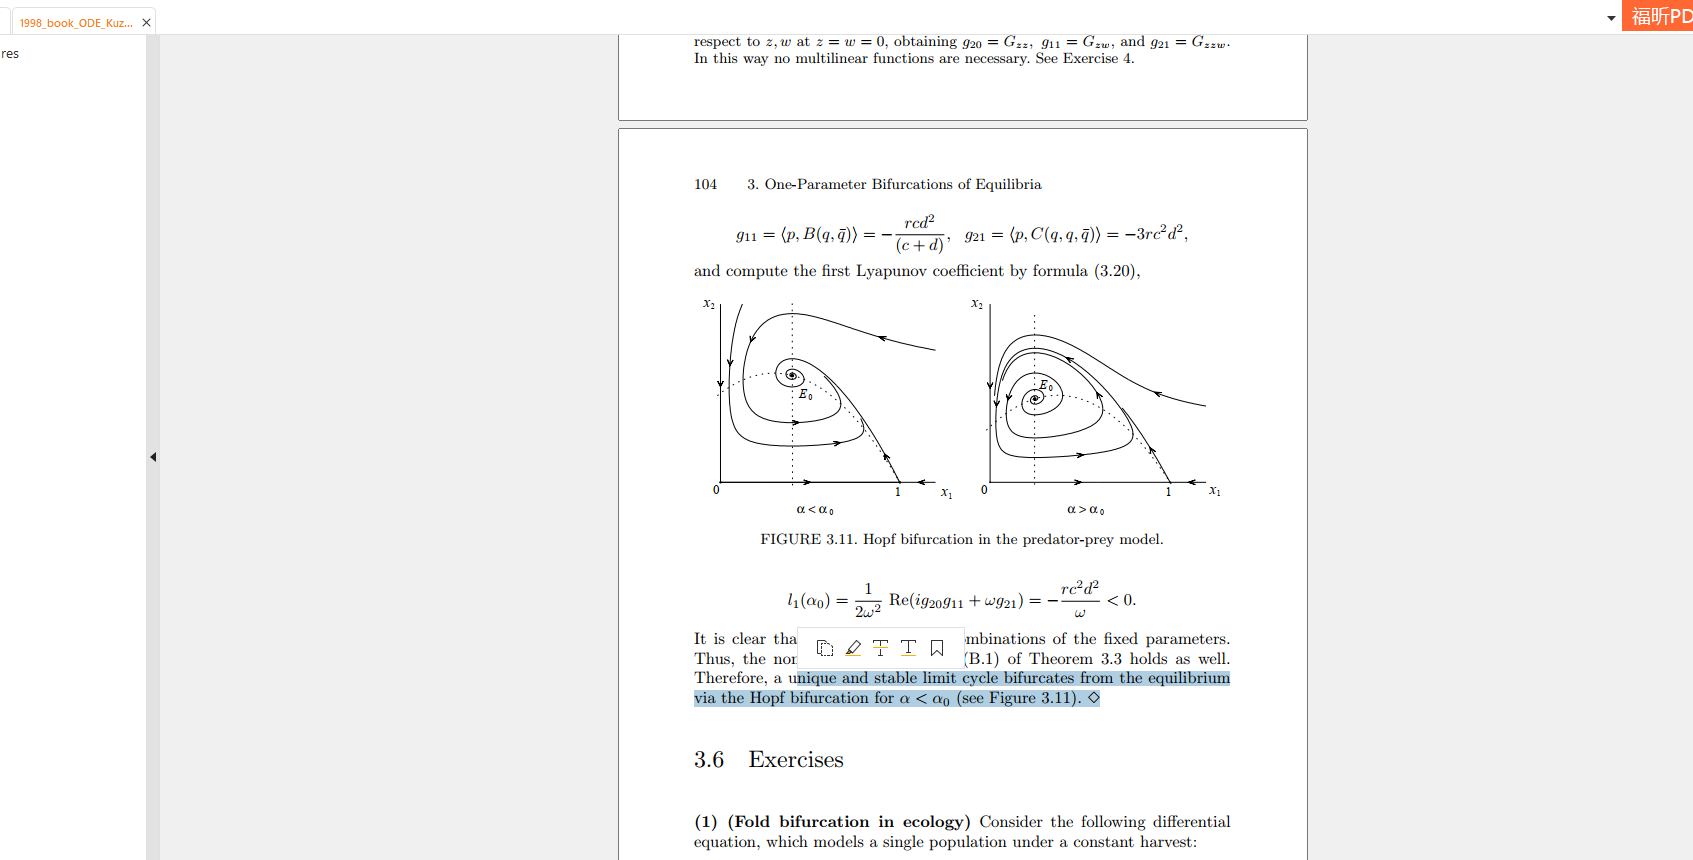 1998_book_ODE_Kuz...
福昕PD
res
respect to z, w at z = w = 0, obtaining g₂₀ = G_zz, g₁₁ = G_zw, and g₂₁ = G_zzw.
In this way no multilinear functions are necessary. See Exercise 4.
104 3. One-Parameter Bifurcations of Equilibria
g₁₁ = ⟨p, B(q, q̄)⟩ = −rcd²/(c + d), g₂₁ = ⟨p, C(q, q, q̄)⟩ = −3rc²d²,
and compute the first Lyapunov coefficient by formula (3.20),
x₂ x₂
E₀ E₀
0 1 x₁ 0 1 x₁
α < α₀ α > α₀
FIGURE 3.11. Hopf bifurcation in the predator-prey model.
l₁(α₀) = 1/(2ω²) Re(ig₂₀g₁₁ + ωg₂₁) = −rc²d²/ω < 0.
It is clear tha mbinations of the fixed parameters.
Thus, the nor (B.1) of Theorem 3.3 holds as well.
Therefore, a unique and stable limit cycle bifurcates from the equilibrium
via the Hopf bifurcation for α < α₀ (see Figure 3.11). ◇
3.6 Exercises
(1) (Fold bifurcation in ecology) Consider the following differential
equation, which models a single population under a constant harvest: